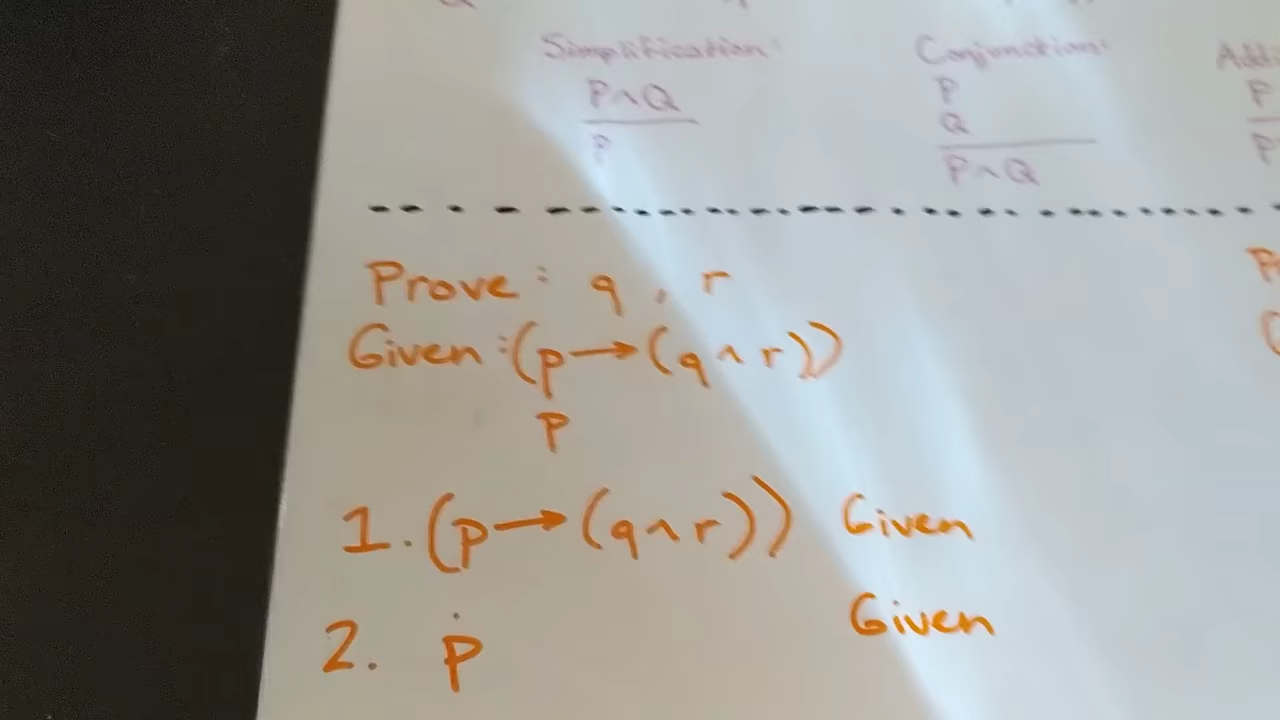 Simplification: Conjunction:
P∧Q P P
P Q P
P∧Q
Prove: q, r
Given: (p→(q∧r))
p
1. (p→(q∧r)) Given
2. p Given